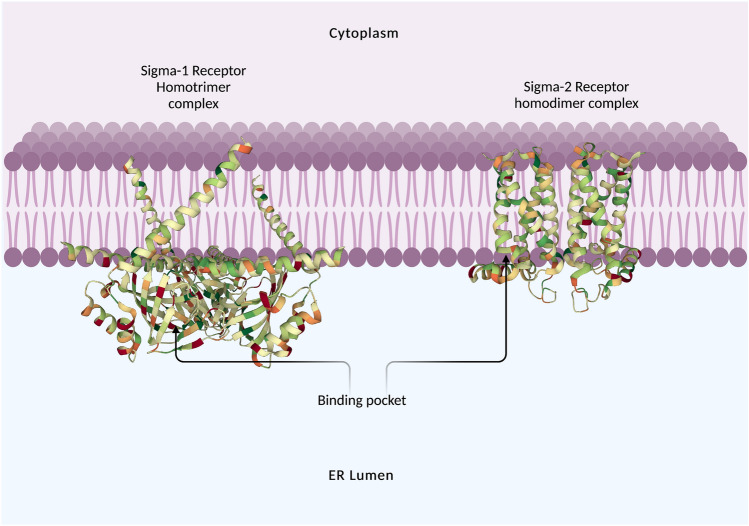 Cytoplasm
Sigma-1 Receptor
Homotrimer
complex
Sigma-2 Receptor
homodimer complex
Binding pocket
ER Lumen